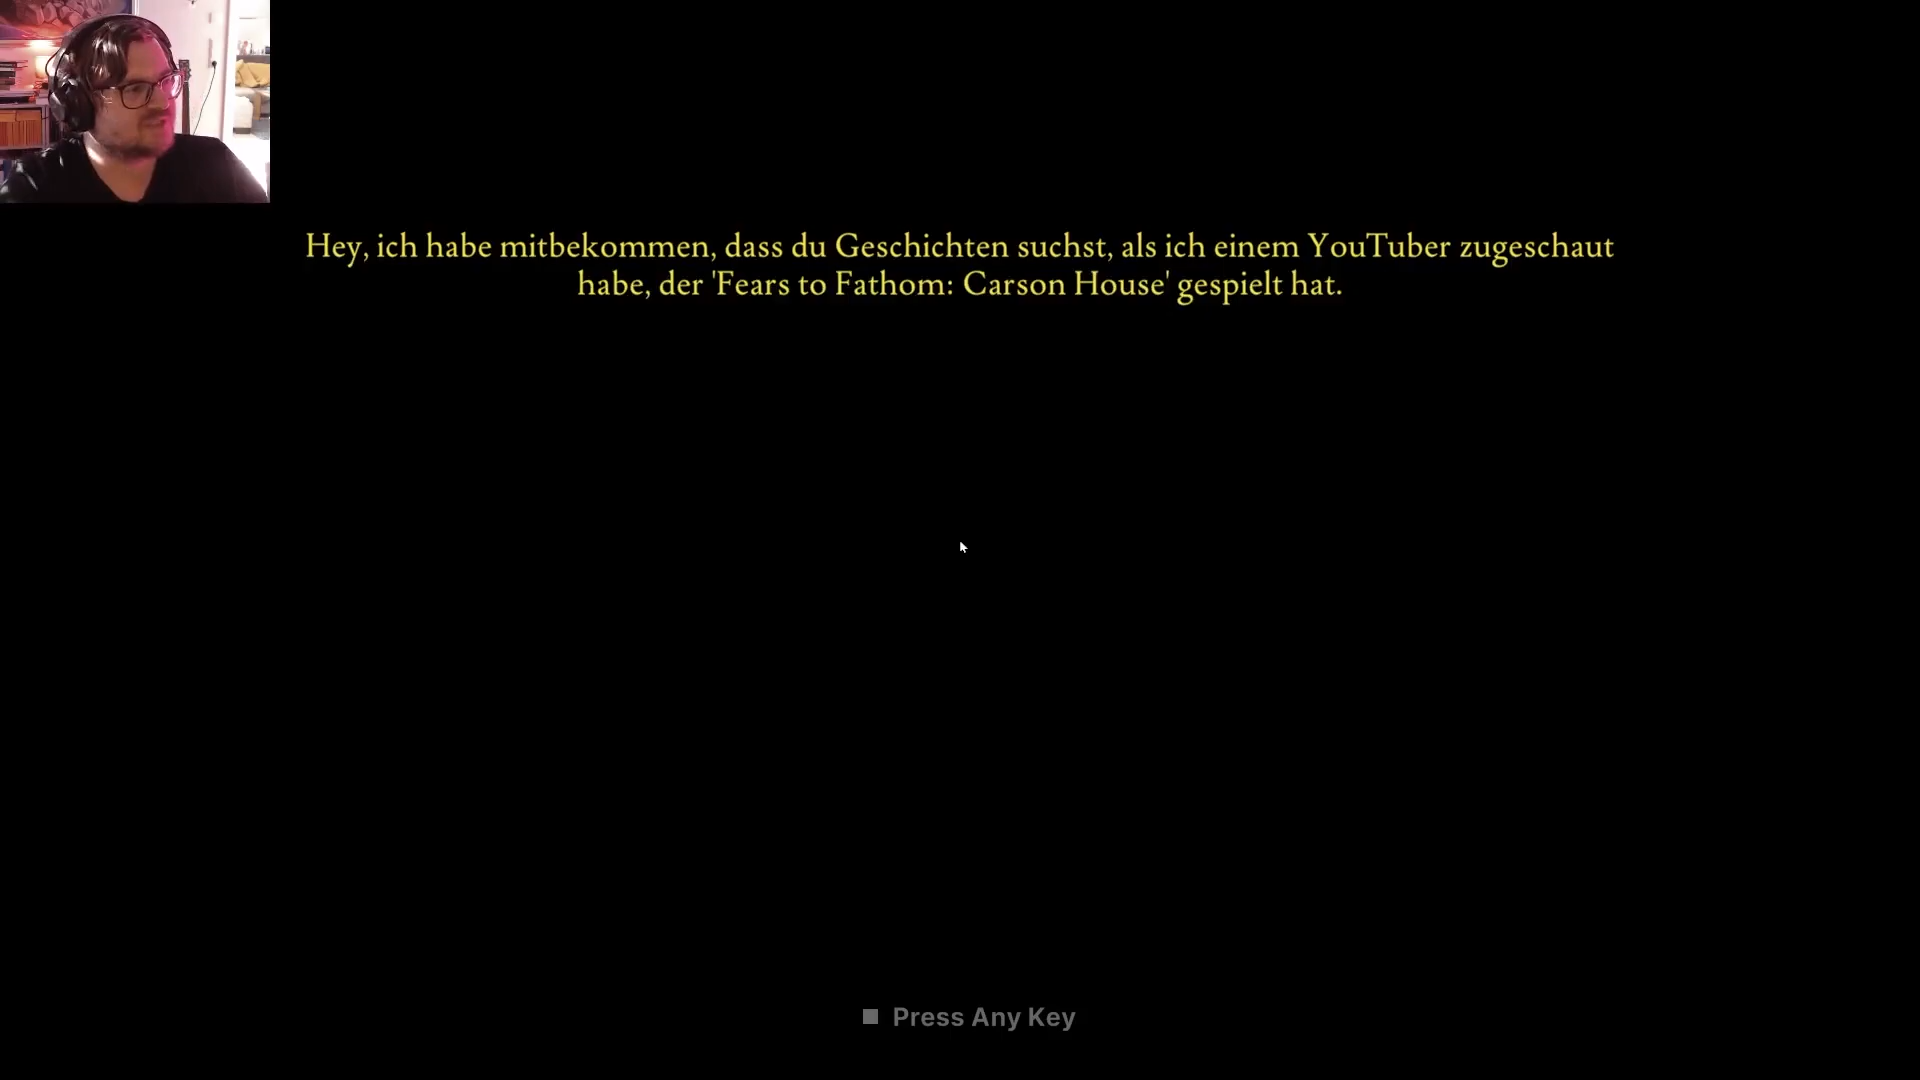 Hey, ich habe mitbekommen, dass du Geschichten suchst, als ich einem YouTuber zugeschaut
habe, der 'Fears to Fathom: Carson House' gespielt hat.
Press Any Key